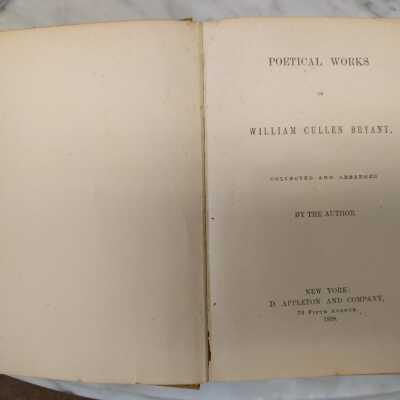 POETICAL WORKS
OF
WILLIAM CULLEN BRYANT,
COLLECTED AND ARRANGED
BY THE AUTHOR.
NEW YORK:
D. APPLETON AND COMPANY,
FIFTH AVENUE.